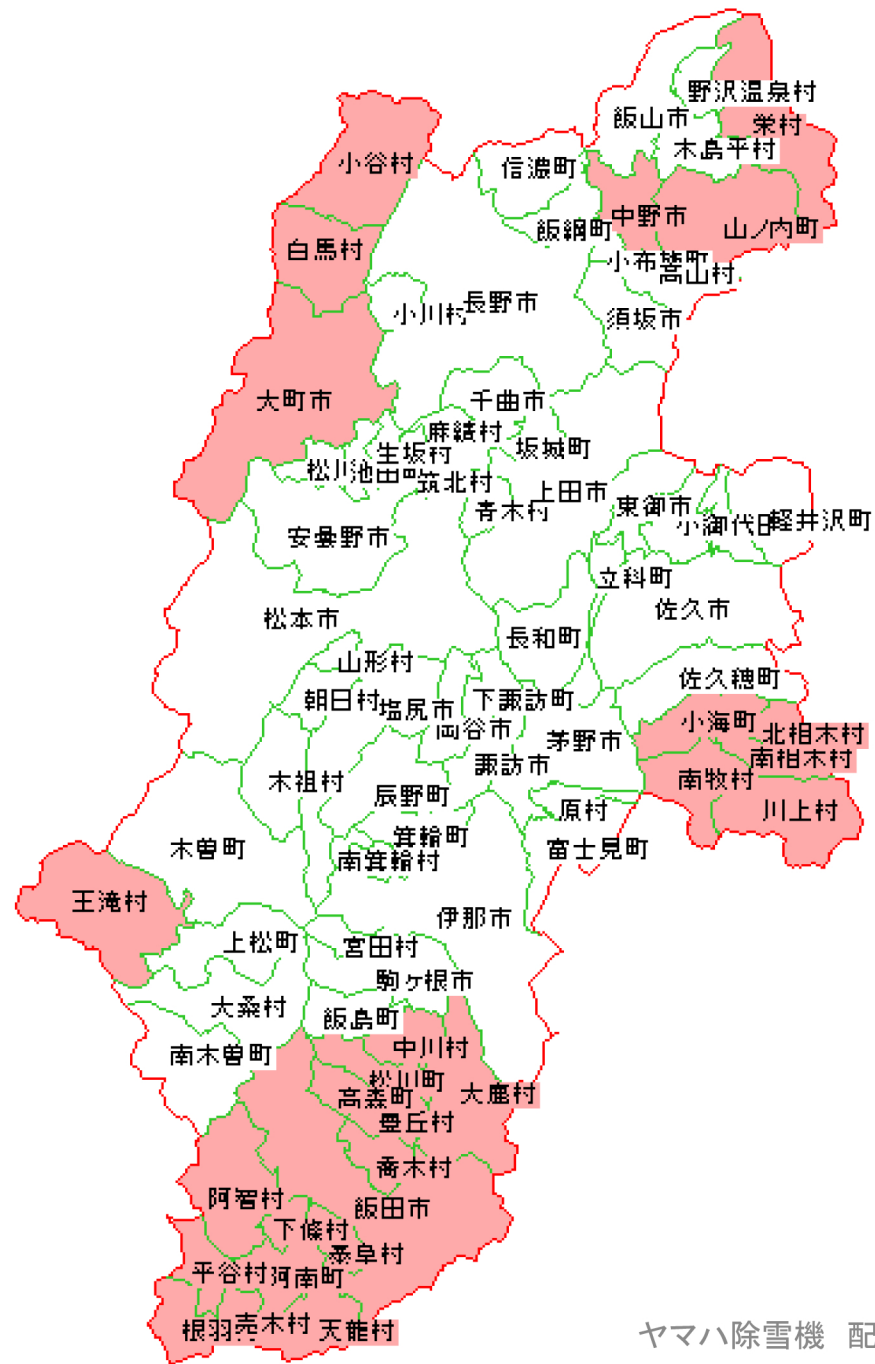 野沢温泉村
飯山市
栄村
木島平村
小谷村
信濃町
中野市
飯綱町
山ノ内町
白馬村
小布施町
高山村
小川村
長野市
須坂市
大町市
千曲市
麻績村
坂城町
生坂村
松川
池田町
筑北村
上田市
青木村
東御市
小
御代田
軽井沢町
安曇野市
立科町
佐久市
松本市
長和町
山形村
佐久穂町
朝日村
塩尻市
下諏訪町
岡谷市
小海町
北相木村
茅野市
南相木村
諏訪市
木祖村
南牧村
辰野町
原村
川上村
箕輪町
木曽町
南箕輪村
富士見町
王滝村
伊那市
上松町
宮田村
駒ヶ根市
大桑村
飯島町
南木曽町
中川村
松川町
高森町
大鹿村
豊丘村
喬木村
阿智村
飯田市
下條村
泰阜村
平谷村
阿南町
根羽
売木村
天龍村
ヤマハ除雪機 配